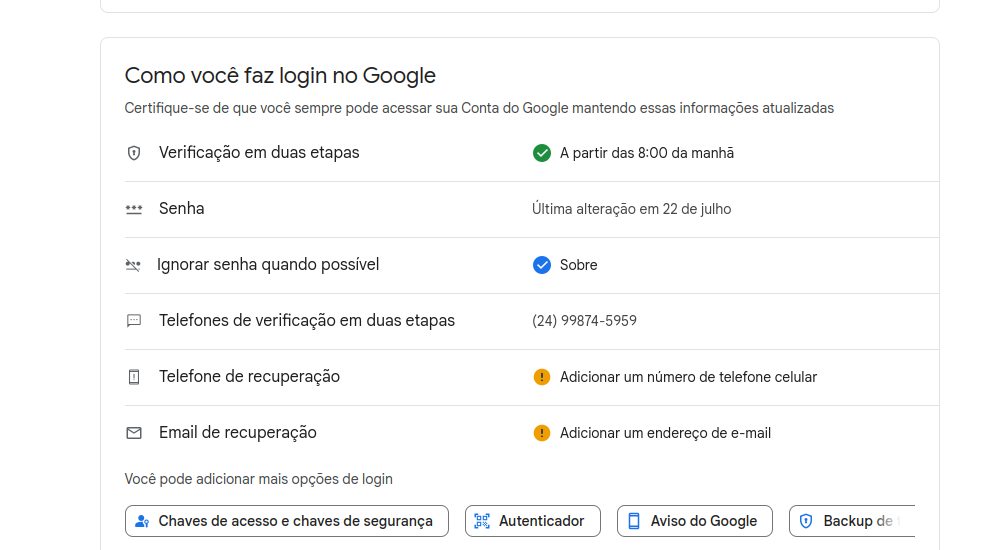 Como você faz login no Google
Certifique-se de que você sempre pode acessar sua Conta do Google mantendo essas informações atualizadas
Verificação em duas etapas
A partir das 8:00 da manhã
Senha
Última alteração em 22 de julho
Ignorar senha quando possível
Sobre
Telefones de verificação em duas etapas
(24) 99874-5959
Telefone de recuperação
Adicionar um número de telefone celular
Email de recuperação
Adicionar um endereço de e-mail
Você pode adicionar mais opções de login
Chaves de acesso e chaves de segurança
Autenticador
Aviso do Google
Backup de